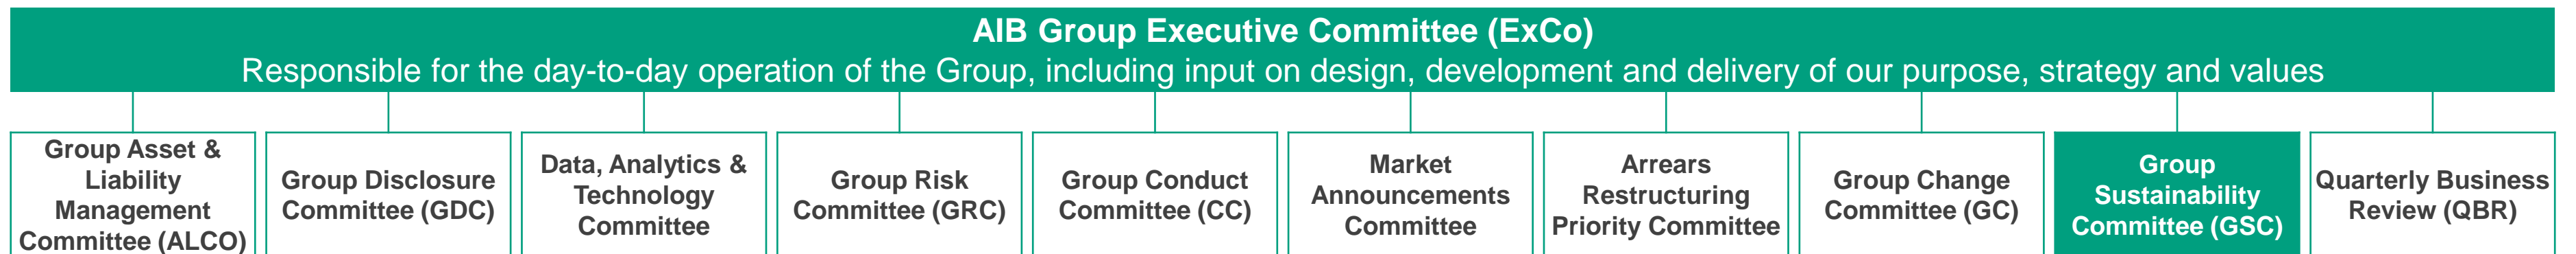 AIB Group Executive Committee (ExCo)
Responsible for the day-to-day operation of the Group, including input on design, development and delivery of our purpose, strategy and values
Group Asset &
Liability
Management
Committee (ALCO)
Group Disclosure
Committee (GDC)
Data, Analytics &
Technology
Committee
Group Risk
Committee (GRC)
Group Conduct
Committee (CC)
Market
Announcements
Committee
Arrears
Restructuring
Priority Committee
Group Change
Committee (GC)
Group
Sustainability
Committee (GSC)
Quarterly Business
Review (QBR)